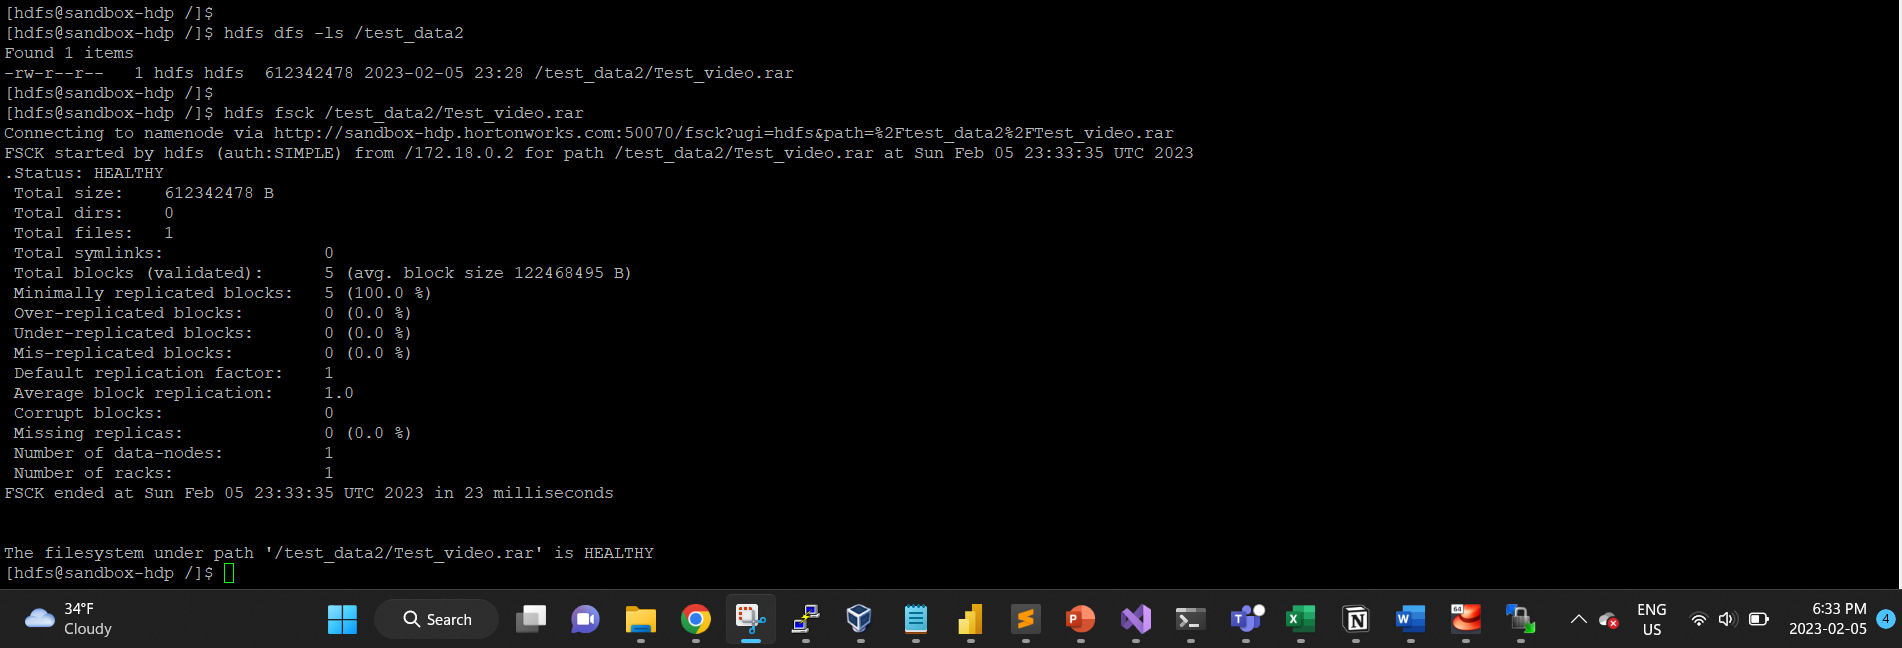 [hdfs@sandbox-hdp /]$
[hdfs@sandbox-hdp /]$ hdfs dfs -ls /test_data2
Found 1 items
-rw-r--r--   1 hdfs hdfs  612342478 2023-02-05 23:28 /test_data2/Test_video.rar
[hdfs@sandbox-hdp /]$
[hdfs@sandbox-hdp /]$ hdfs fsck /test_data2/Test_video.rar
Connecting to namenode via http://sandbox-hdp.hortonworks.com:50070/fsck?ugi=hdfs&path=%2Ftest_data2%2FTest_video.rar
FSCK started by hdfs (auth:SIMPLE) from /172.18.0.2 for path /test_data2/Test_video.rar at Sun Feb 05 23:33:35 UTC 2023
.Status: HEALTHY
 Total size:    612342478 B
 Total dirs:    0
 Total files:   1
 Total symlinks:                0
 Total blocks (validated):      5 (avg. block size 122468495 B)
 Minimally replicated blocks:   5 (100.0 %)
 Over-replicated blocks:        0 (0.0 %)
 Under-replicated blocks:       0 (0.0 %)
 Mis-replicated blocks:         0 (0.0 %)
 Default replication factor:    1
 Average block replication:     1.0
 Corrupt blocks:                0
 Missing replicas:              0 (0.0 %)
 Number of data-nodes:          1
 Number of racks:               1
FSCK ended at Sun Feb 05 23:33:35 UTC 2023 in 23 milliseconds
The filesystem under path '/test_data2/Test_video.rar' is HEALTHY
[hdfs@sandbox-hdp /]$
34°F
Cloudy
Search
P
T
X
N
W
64
ENG
US
6:33 PM
2023-02-05
4